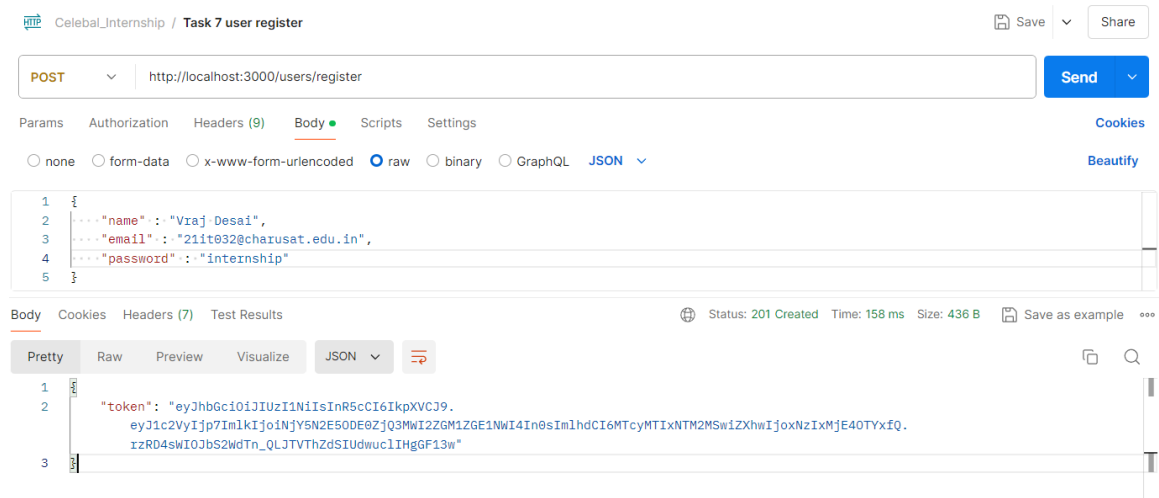 HTTP Celebal_Internship / Task 7 user register Save Share
POST http://localhost:3000/users/register Send
Params Authorization Headers (9) Body Scripts Settings Cookies
none form-data x-www-form-urlencoded raw binary GraphQL JSON Beautify
1 {
2 "name" : "Vraj Desai",
3 "email" : "21it032@charusat.edu.in",
4 "password" : "internship"
5 }
Body Cookies Headers (7) Test Results Status: 201 Created Time: 158 ms Size: 436 B Save as example
Pretty Raw Preview Visualize JSON
1 {
2 "token": "eyJhbGciOiJIUzI1NiIsInR5cCI6IkpXVCJ9.
eyJ1c2VyIjp7ImlkIjoiNjY5N2E5ODE0ZjQ3MWI2ZGM1ZGE1NWI4In0sImlhdCI6MTcyMTIxNTM2MSwiZXhwIjoxNzIxMjE4OTYxfQ.
rzRD4sWIOJbS2WdTn_QLJTVThZdSIUdwuclIHgGF13w"
3 }